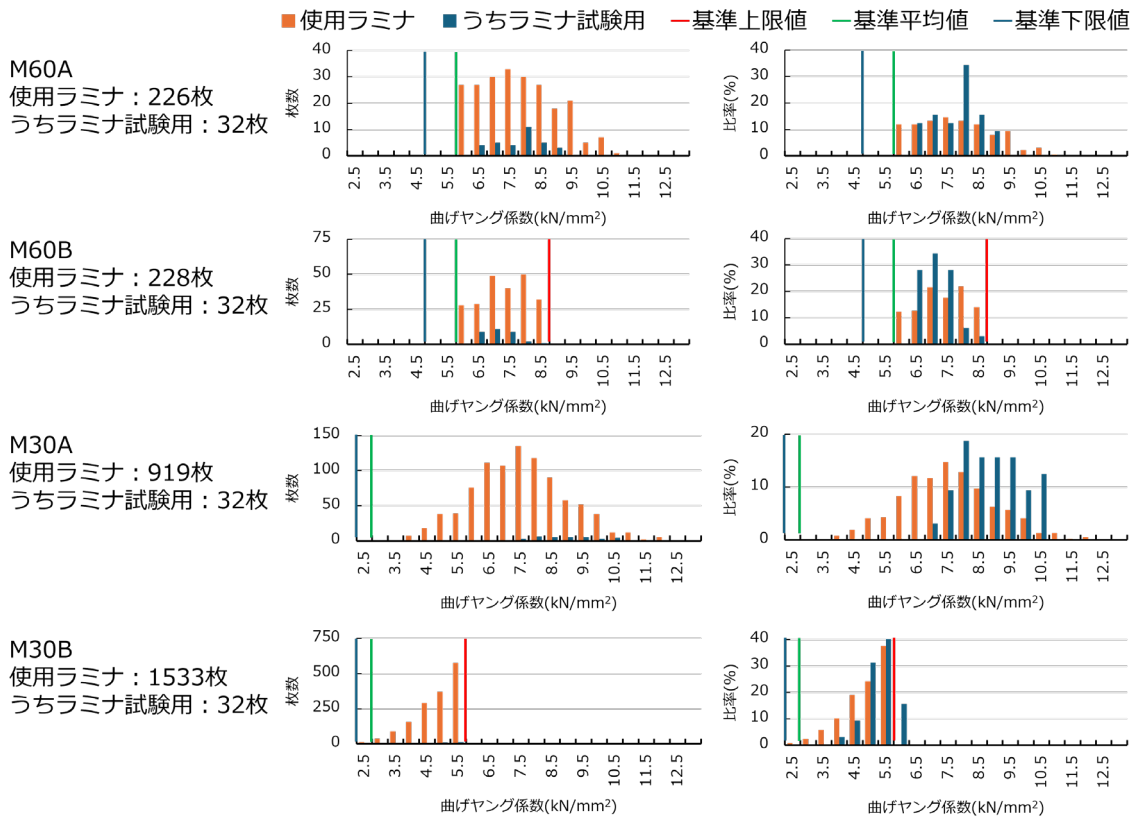 使用ラミナ うちラミナ試験用 基準上限値 基準平均値 基準下限値
M60A
使用ラミナ：226枚
うちラミナ試験用：32枚
枚数
40
30
20
10
0
2.5 3.5 4.5 5.5 6.5 7.5 8.5 9.5 10.5 11.5 12.5
曲げヤング係数(kN/mm²)
比率(%)
40
30
20
10
0
2.5 3.5 4.5 5.5 6.5 7.5 8.5 9.5 10.5 11.5 12.5
曲げヤング係数(kN/mm²)
M60B
使用ラミナ：228枚
うちラミナ試験用：32枚
枚数
75
50
25
0
2.5 3.5 4.5 5.5 6.5 7.5 8.5 9.5 10.5 11.5 12.5
曲げヤング係数(kN/mm²)
比率(%)
40
30
20
10
0
2.5 3.5 4.5 5.5 6.5 7.5 8.5 9.5 10.5 11.5 12.5
曲げヤング係数(kN/mm²)
M30A
使用ラミナ：919枚
うちラミナ試験用：32枚
枚数
150
100
50
0
2.5 3.5 4.5 5.5 6.5 7.5 8.5 9.5 10.5 11.5 12.5
曲げヤング係数(kN/mm²)
比率(%)
20
10
0
2.5 3.5 4.5 5.5 6.5 7.5 8.5 9.5 10.5 11.5 12.5
曲げヤング係数(kN/mm²)
M30B
使用ラミナ：1533枚
うちラミナ試験用：32枚
枚数
750
500
250
0
2.5 3.5 4.5 5.5 6.5 7.5 8.5 9.5 10.5 11.5 12.5
曲げヤング係数(kN/mm²)
比率(%)
40
30
20
10
0
2.5 3.5 4.5 5.5 6.5 7.5 8.5 9.5 10.5 11.5 12.5
曲げヤング係数(kN/mm²)